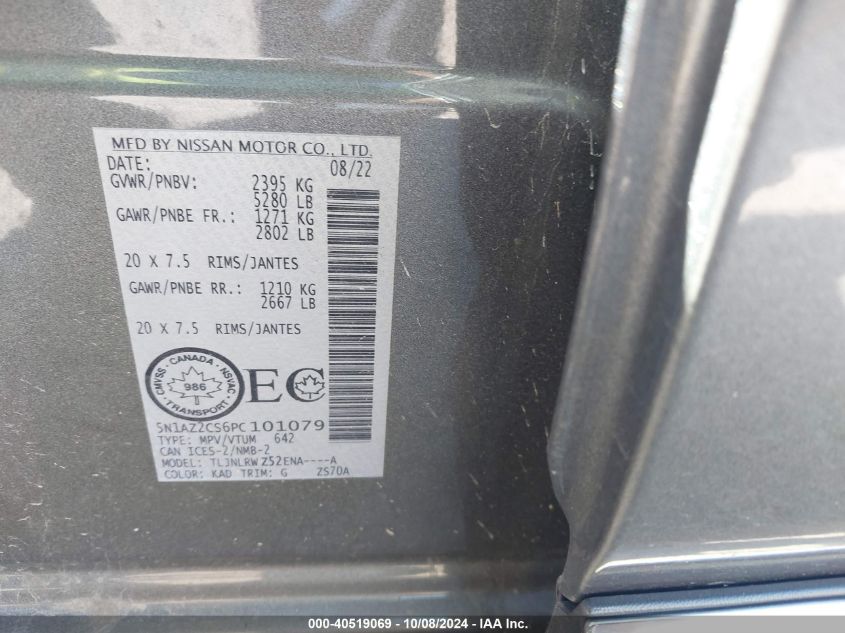 MFD BY NISSAN MOTOR CO., LTD.
DATE: 08/22
GVWR/PNBV: 2395 KG
5280 LB
GAWR/PNBE FR.: 1271 KG
2802 LB
20 X 7.5 RIMS/JANTES
GAWR/PNBE RR.: 1210 KG
2667 LB
20 X 7.5 RIMS/JANTES
CMVSS · CANADA · NSVAC
986
TRANSPORT
EC
5N1AZ2CS6PC101079
TYPE: MPV/VTUM 642
CAN ICES-2/NMB-2
MODEL: TL3NLRW Z52ENA----A
COLOR: KAD TRIM: G ZS70A
000-40519069 - 10/08/2024 - IAA Inc.